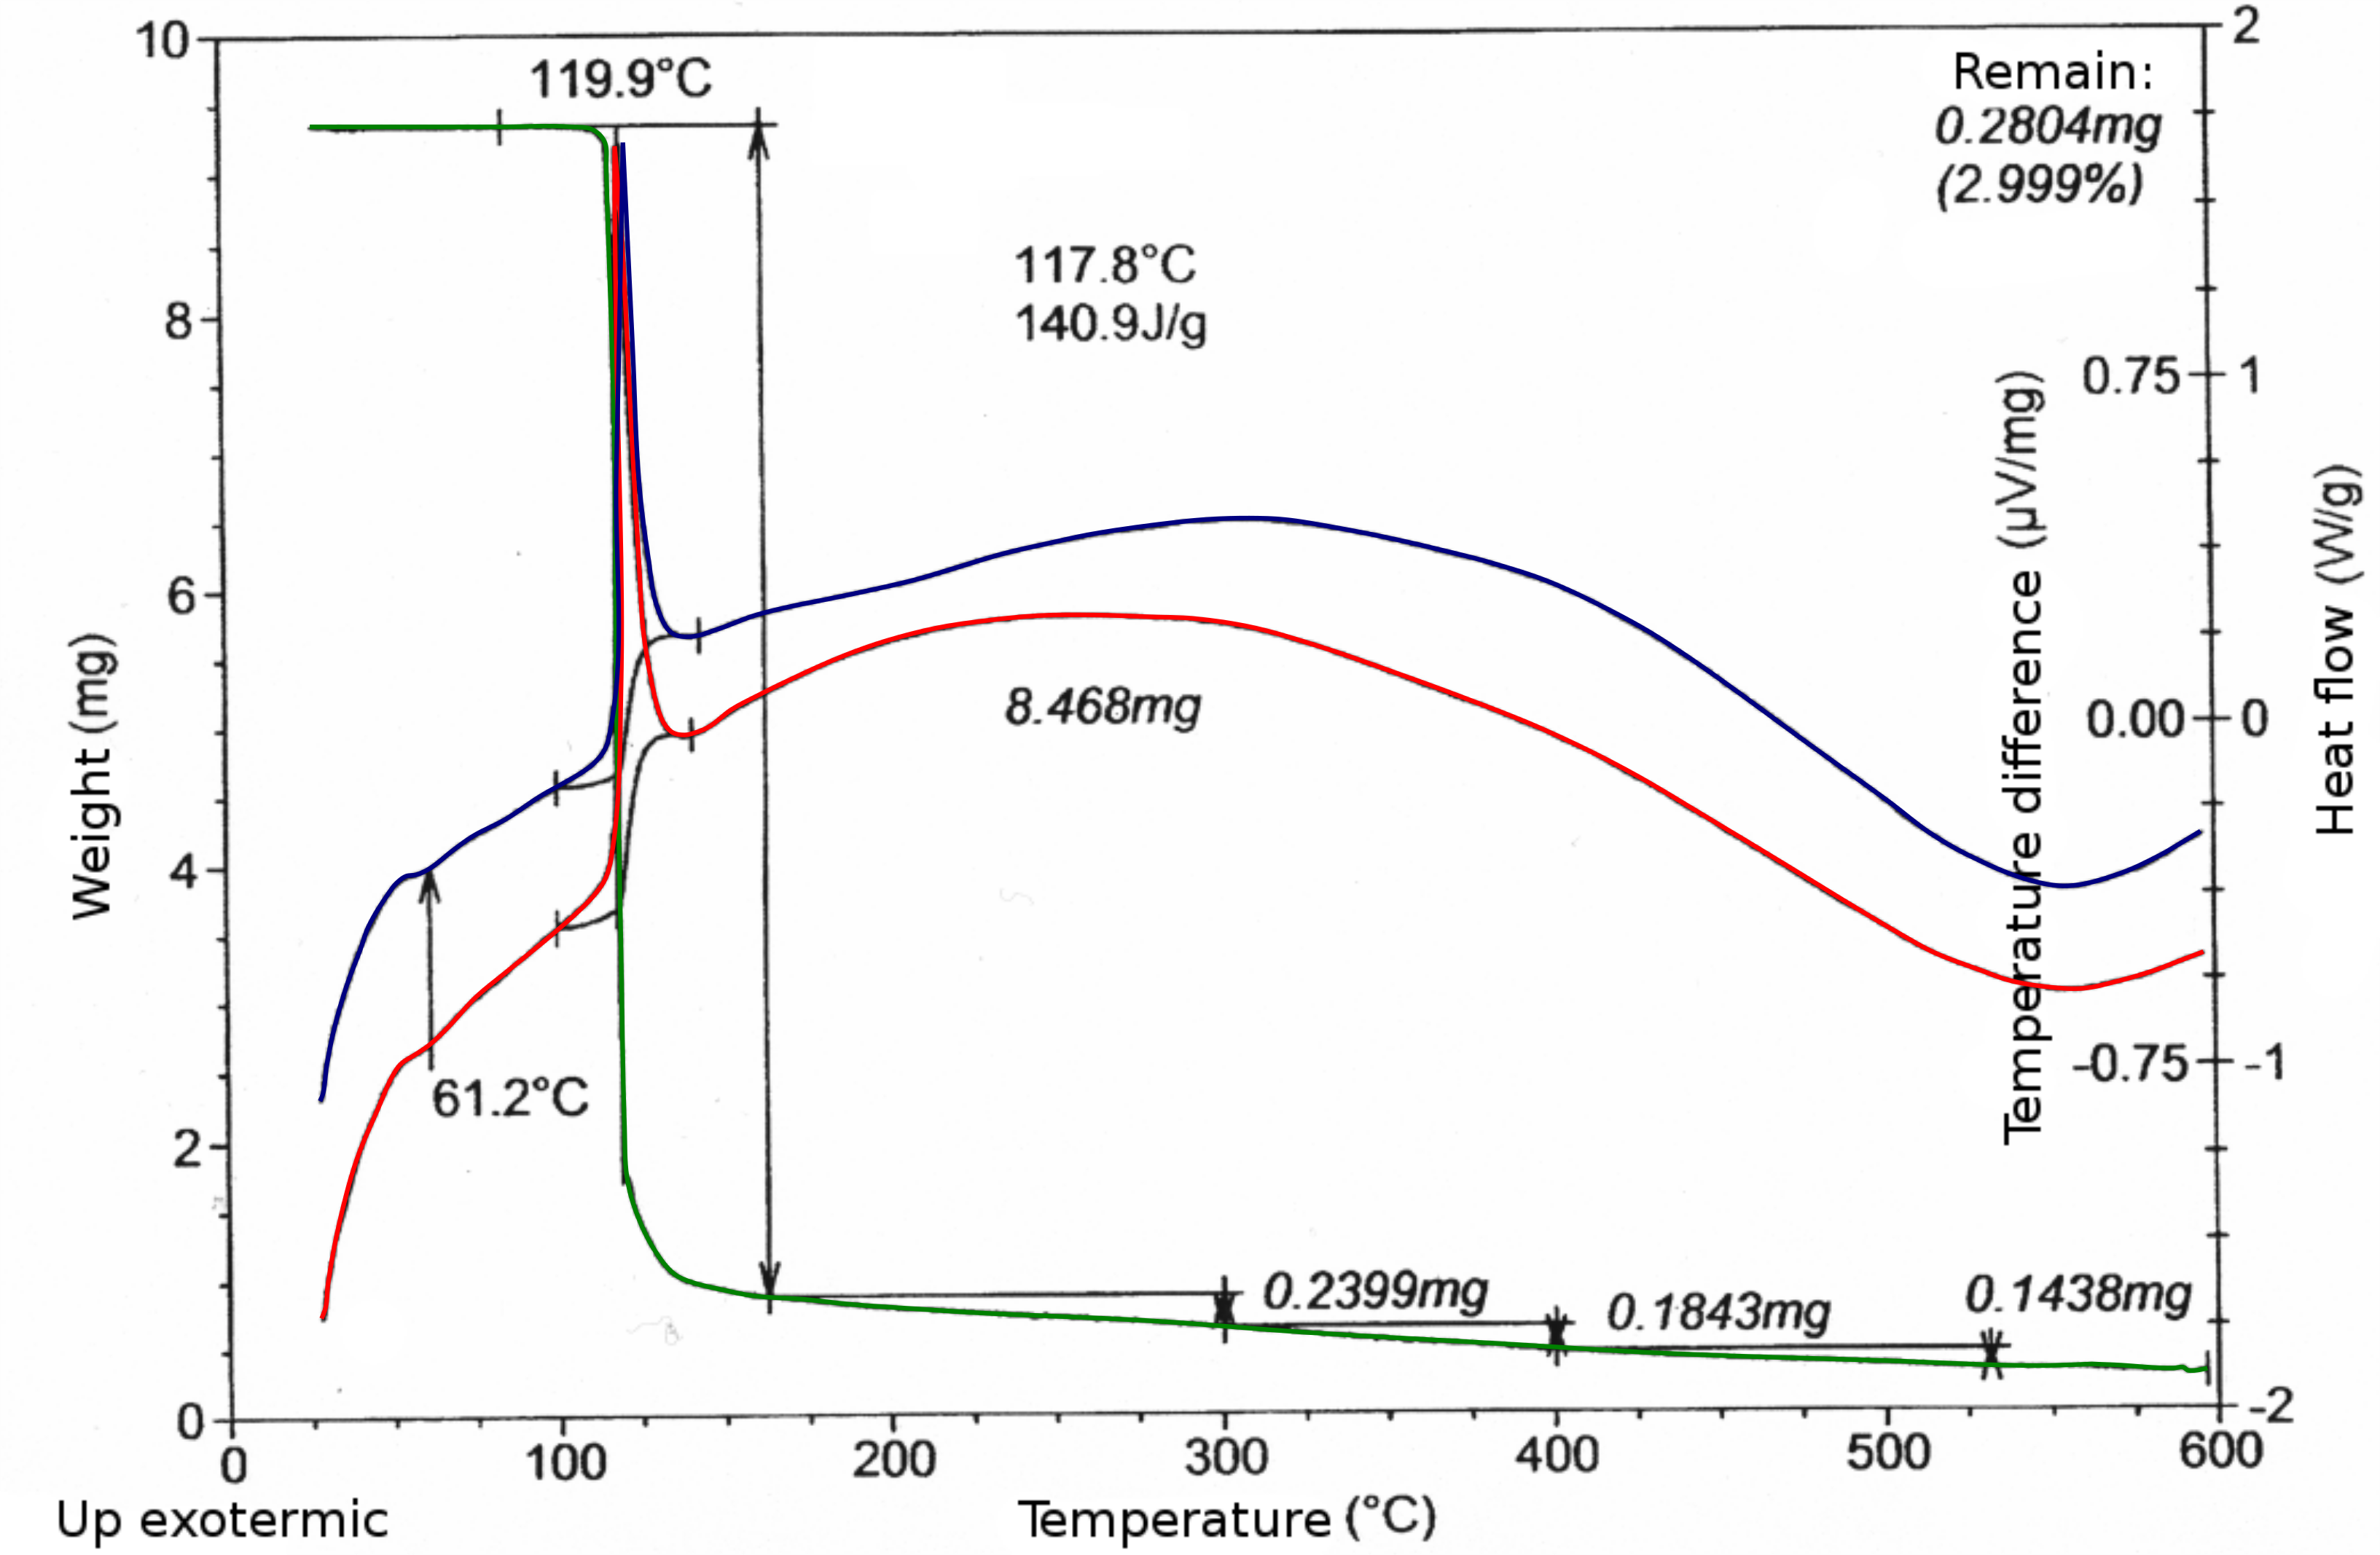 10
2
119.9°C
Remain:
0.2804mg
(2.999%)
117.8°C
140.9J/g
8
0.75
1
6
Weight (mg)
8.468mg
Temperature difference (µV/mg)
0.00
0
Heat flow (W/g)
4
61.2°C
-0.75
-1
2
0.2399mg
0.1843mg
0.1438mg
0
-2
0
100
200
300
400
500
600
Up exotermic
Temperature (°C)